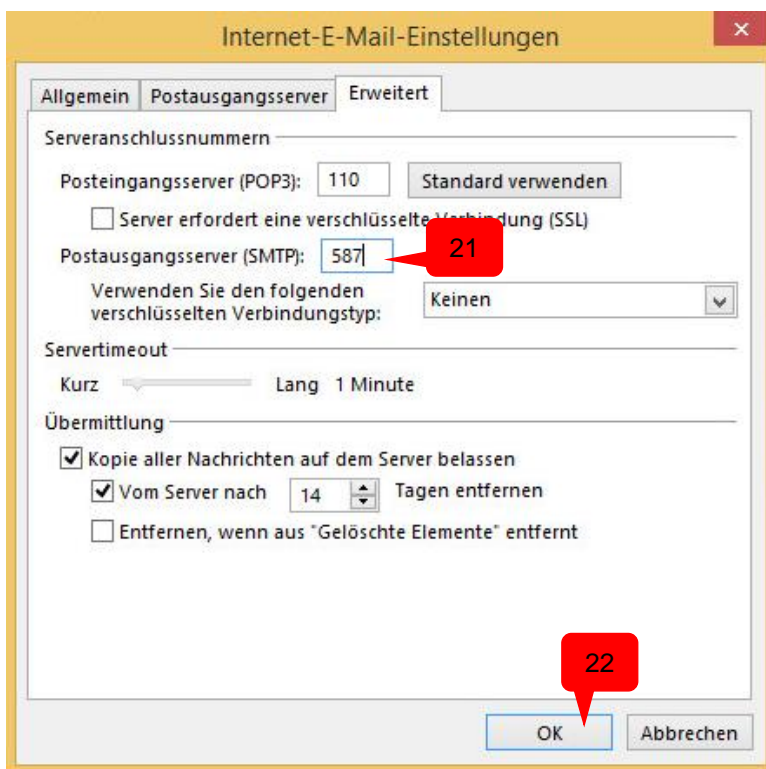 Internet-E-Mail-Einstellungen
Allgemein Postausgangsserver Erweitert
Serveranschlussnummern
Posteingangsserver (POP3): 110 Standard verwenden
Server erfordert eine verschlüsselte Verbindung (SSL)
Postausgangsserver (SMTP): 587 21
Verwenden Sie den folgenden
verschlüsselten Verbindungstyp: Keinen
Servertimeout
Kurz Lang 1 Minute
Übermittlung
Kopie aller Nachrichten auf dem Server belassen
Vom Server nach 14 Tagen entfernen
Entfernen, wenn aus "Gelöschte Elemente" entfernt
22
OK Abbrechen